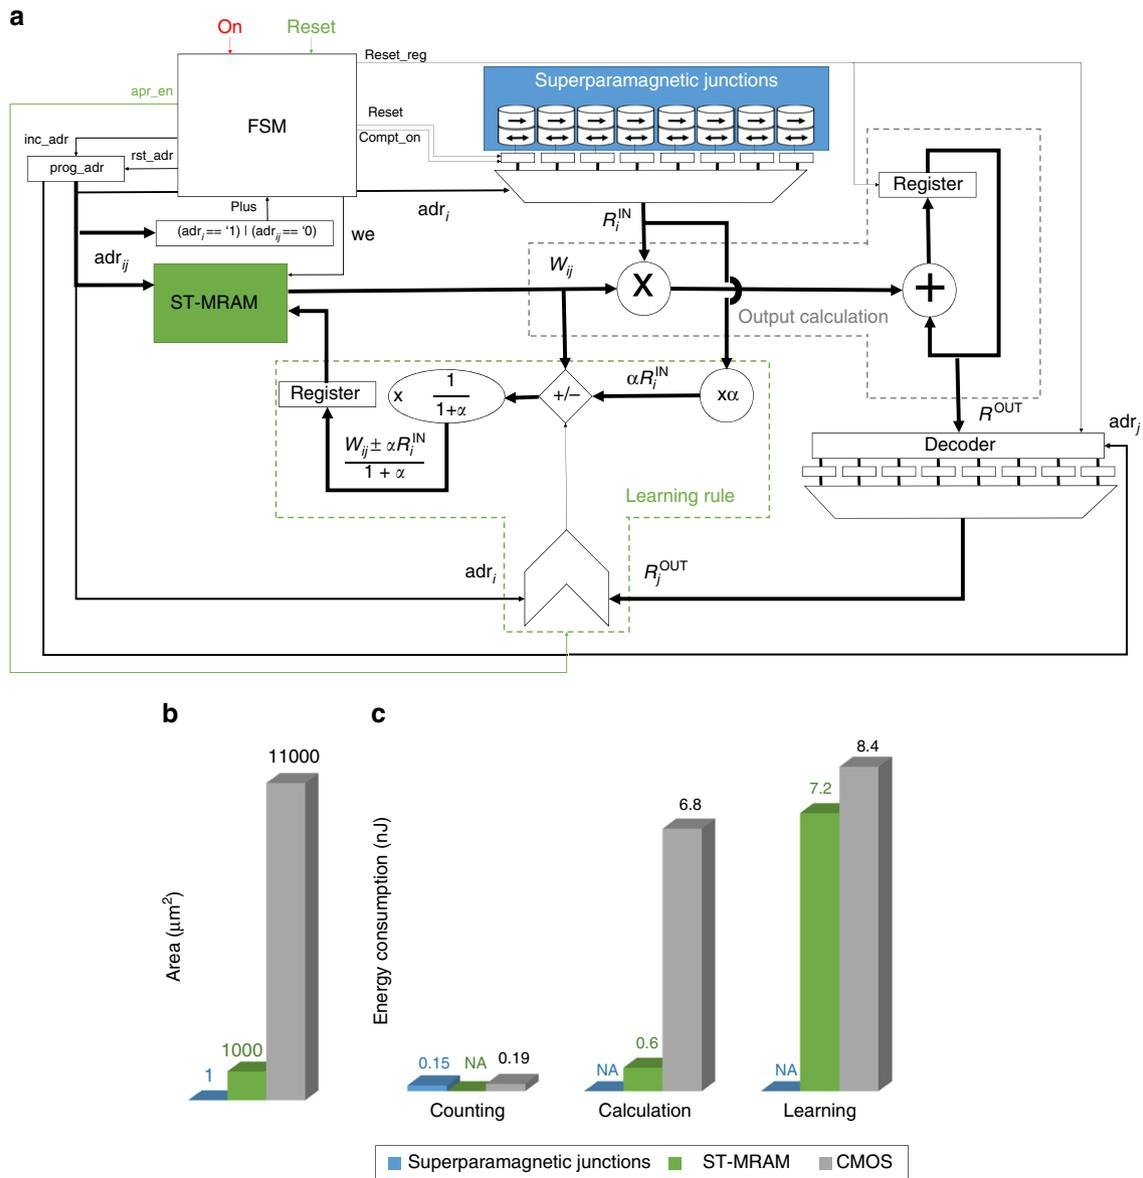 a
On
Reset
Reset_reg
Superparamagnetic junctions
apr_en
FSM
Reset
Compt_on
inc_adr
rst_adr
prog_adr
Register
adr_i
R_i^IN
Plus
(adr_i == ‘1) | (adr_ij == ‘0)
we
adr_ij
W_ij
X
+
ST-MRAM
Output calculation
Register
x 1/(1+α)
+/−
αR_i^IN
xα
R^OUT
adr_j
Decoder
(W_ij ± αR_i^IN)/(1 + α)
Learning rule
adr_i
R_j^OUT
b
c
Area (μm²)
11000
1000
1
Energy consumption (nJ)
8.4
7.2
6.8
0.6
0.15
NA
0.19
NA
NA
Counting
Calculation
Learning
Superparamagnetic junctions
ST-MRAM
CMOS